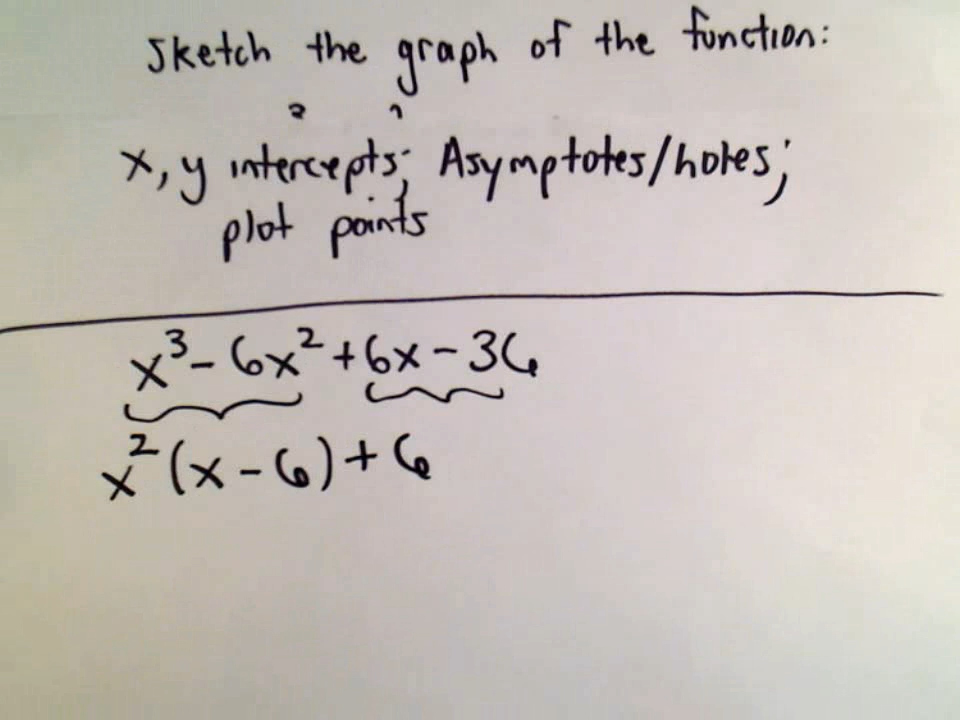 Sketch the graph of the function:
x, y intercepts; Asymptotes/holes;
plot points
x³ - 6x² + 6x - 36
x² (x - 6) + 6